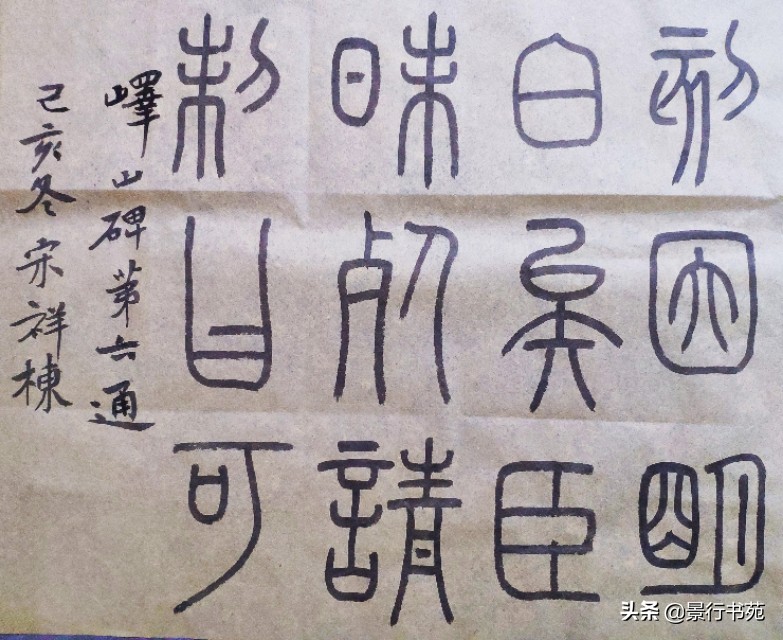 刻因明
白矣臣
昧死請
制曰可
嶧山碑第六通
己亥冬宋祥棟
头条 @景行书苑